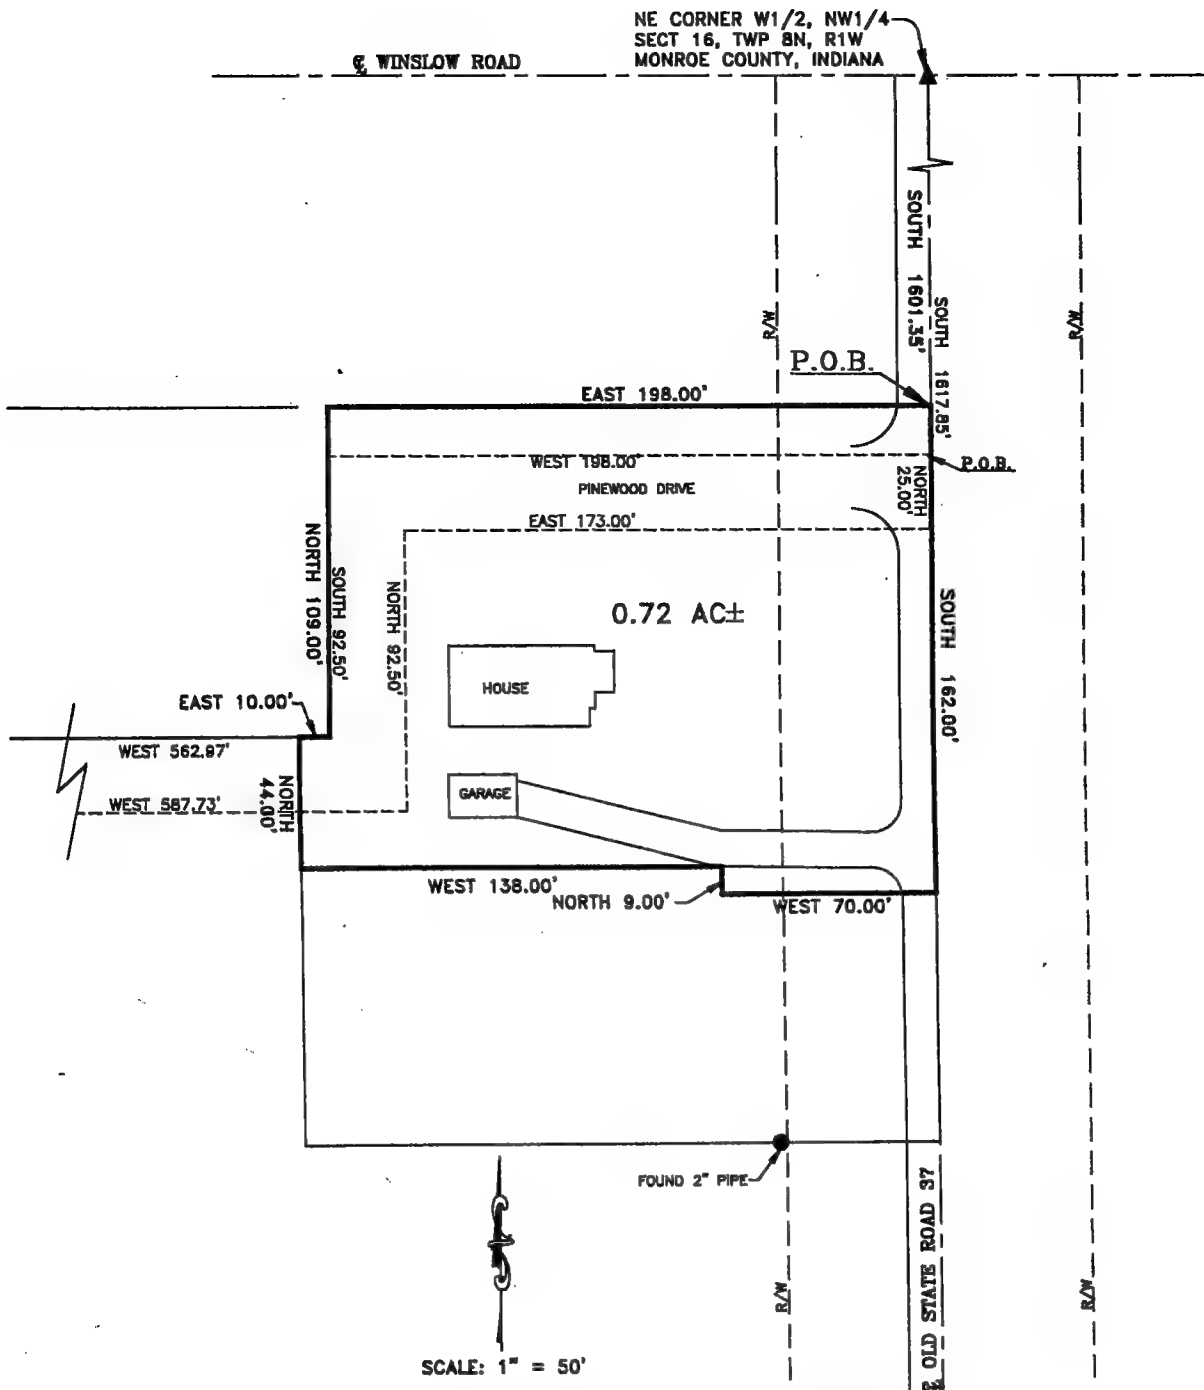 NE CORNER W1/2, NW1/4
SECT 16, TWP 8N, R1W
MONROE COUNTY, INDIANA
℄ WINSLOW ROAD
SOUTH 1601.35'
SOUTH 1617.85'
R/W
R/W
P.O.B.
EAST 198.00'
WEST 198.00'
P.O.B.
PINEWOOD DRIVE
NORTH
25.00'
EAST 173.00'
NORTH 109.00'
SOUTH 92.50'
NORTH 92.50'
0.72 AC±
SOUTH 162.00'
HOUSE
EAST 10.00'
WEST 562.97'
GARAGE
NORTH
44.00'
WEST 587.73'
WEST 138.00'
NORTH 9.00'
WEST 70.00'
FOUND 2" PIPE
℄ OLD STATE ROAD 37
R/W
R/W
SCALE: 1" = 50'